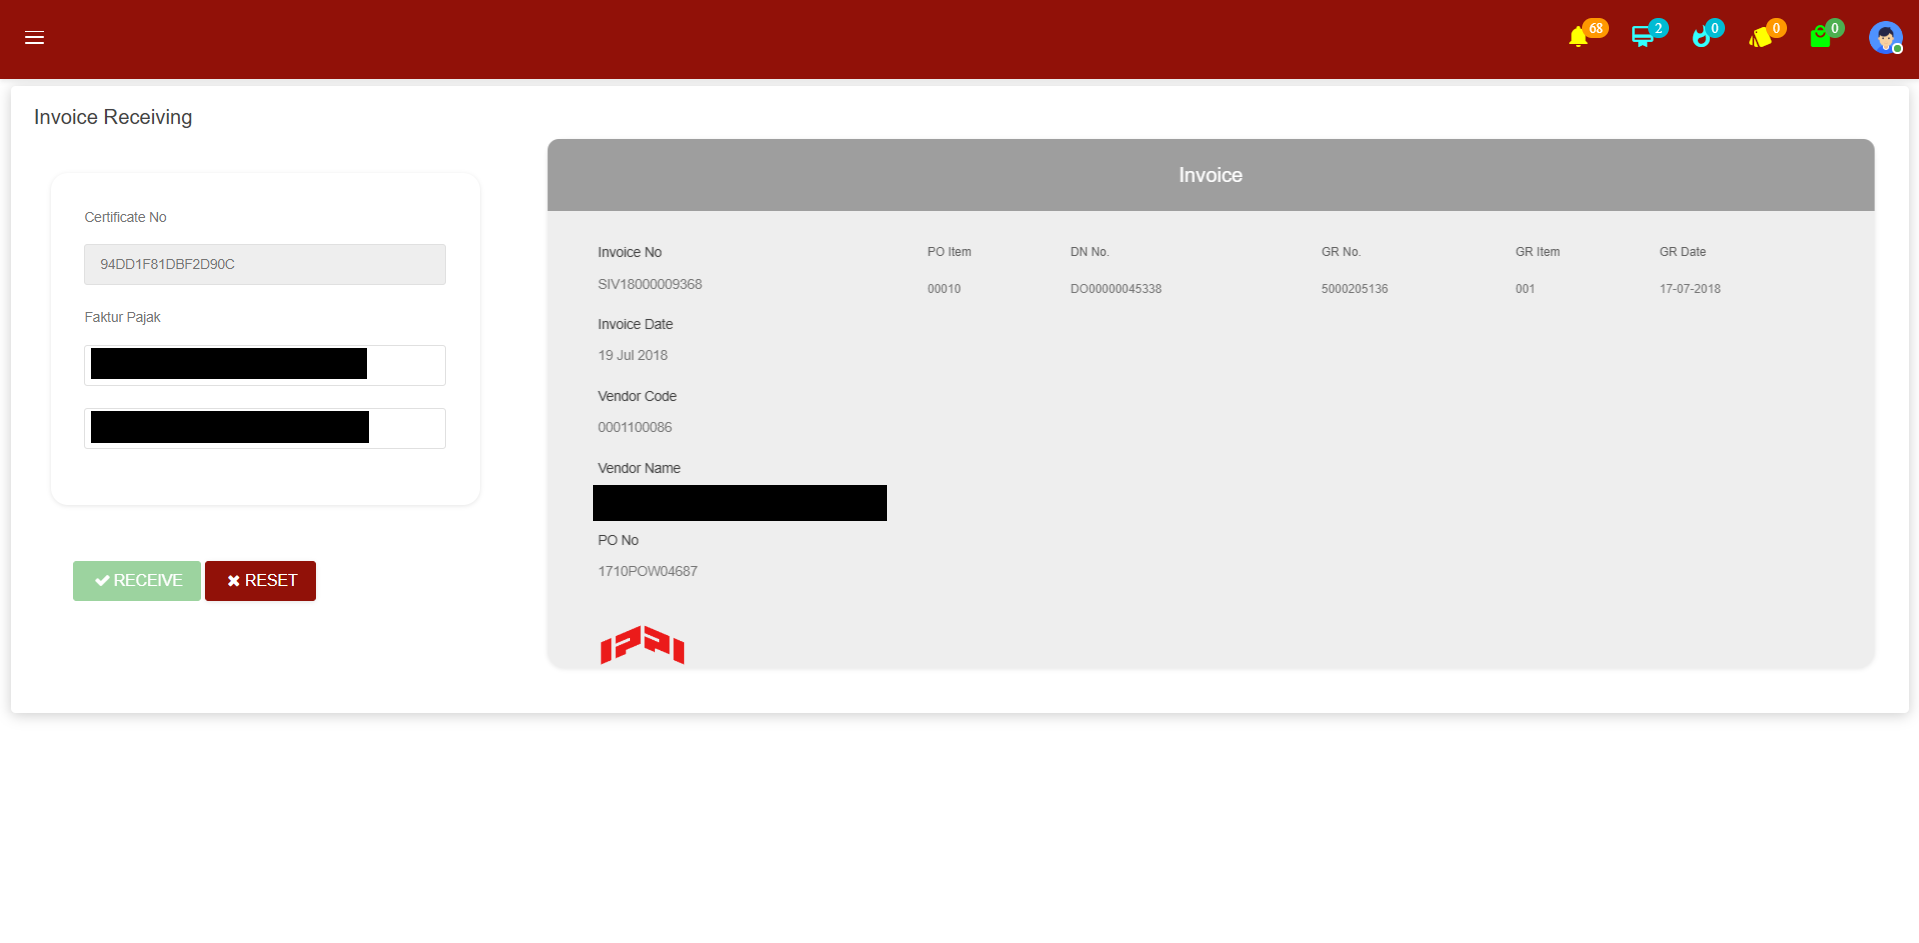 68
2
0
0
0
Invoice Receiving
Certificate No
94DD1F81DBF2D90C
Faktur Pajak
RECEIVE
RESET
Invoice
Invoice No
SIV18000009368
Invoice Date
19 Jul 2018
Vendor Code
0001100086
Vendor Name
PO No
1710POW04687
PO Item DN No. GR No. GR Item GR Date
00010 DO00000045338 5000205136 001 17-07-2018